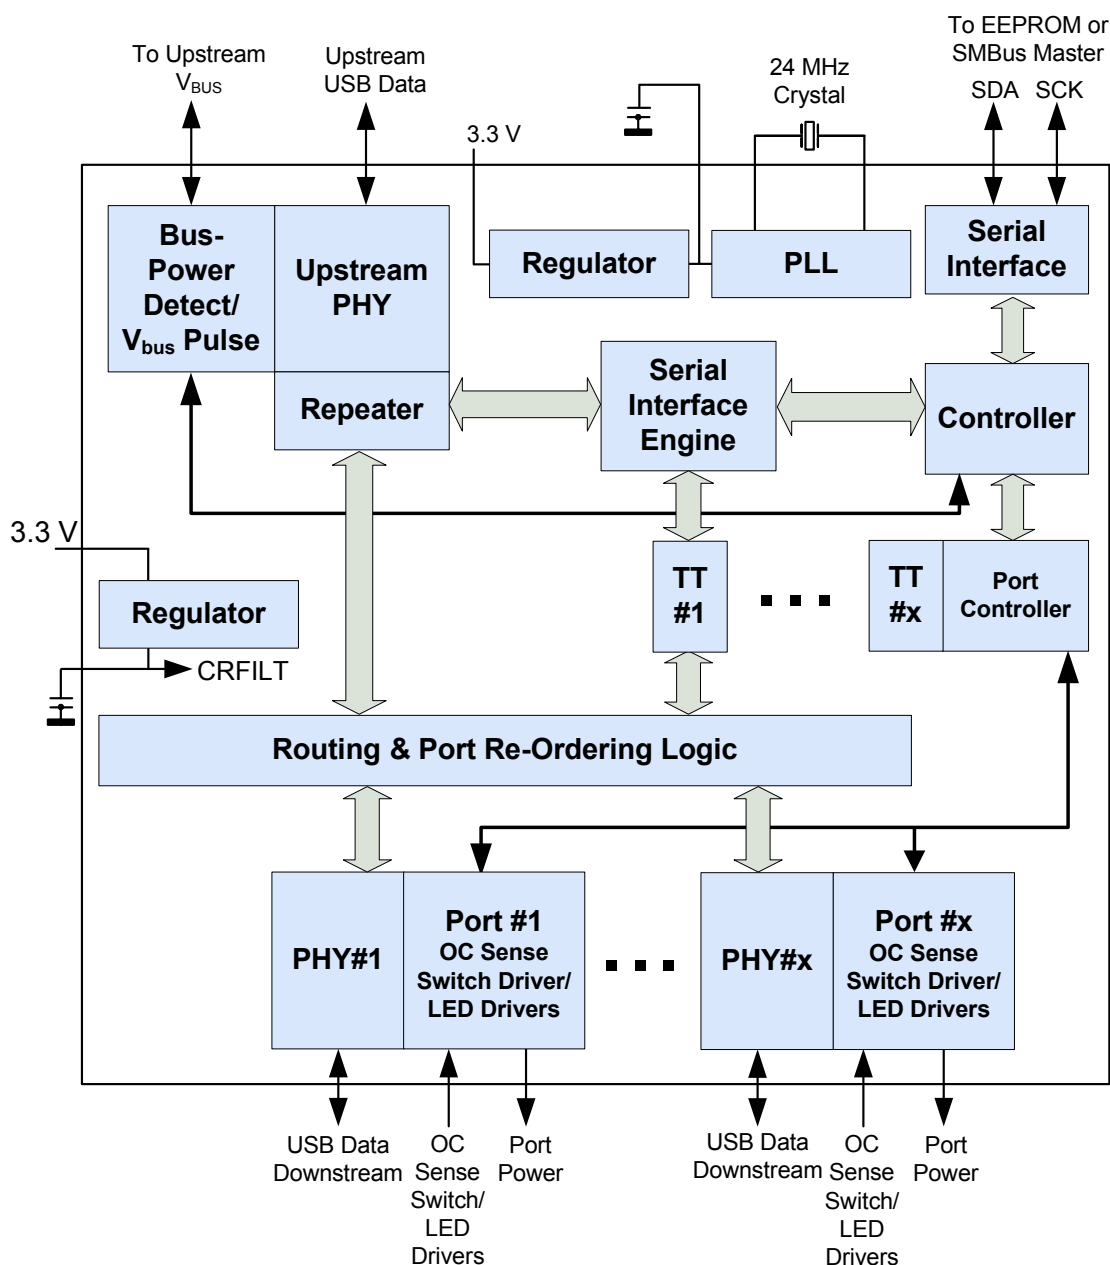 To Upstream
VBUS
Upstream
USB Data
3.3 V
24 MHz
Crystal
To EEPROM or
SMBus Master
SDA SCK
Bus-
Power
Detect/
Vbus Pulse
Upstream
PHY
Regulator
PLL
Serial
Interface
Repeater
Serial
Interface
Engine
Controller
3.3 V
Regulator
CRFILT
TT
#1
TT
#x
Port
Controller
Routing & Port Re-Ordering Logic
PHY#1
Port #1
OC Sense
Switch Driver/
LED Drivers
PHY#x
Port #x
OC Sense
Switch Driver/
LED Drivers
USB Data
Downstream
OC
Sense
Switch/
LED
Drivers
Port
Power
USB Data
Downstream
OC
Sense
Switch/
LED
Drivers
Port
Power